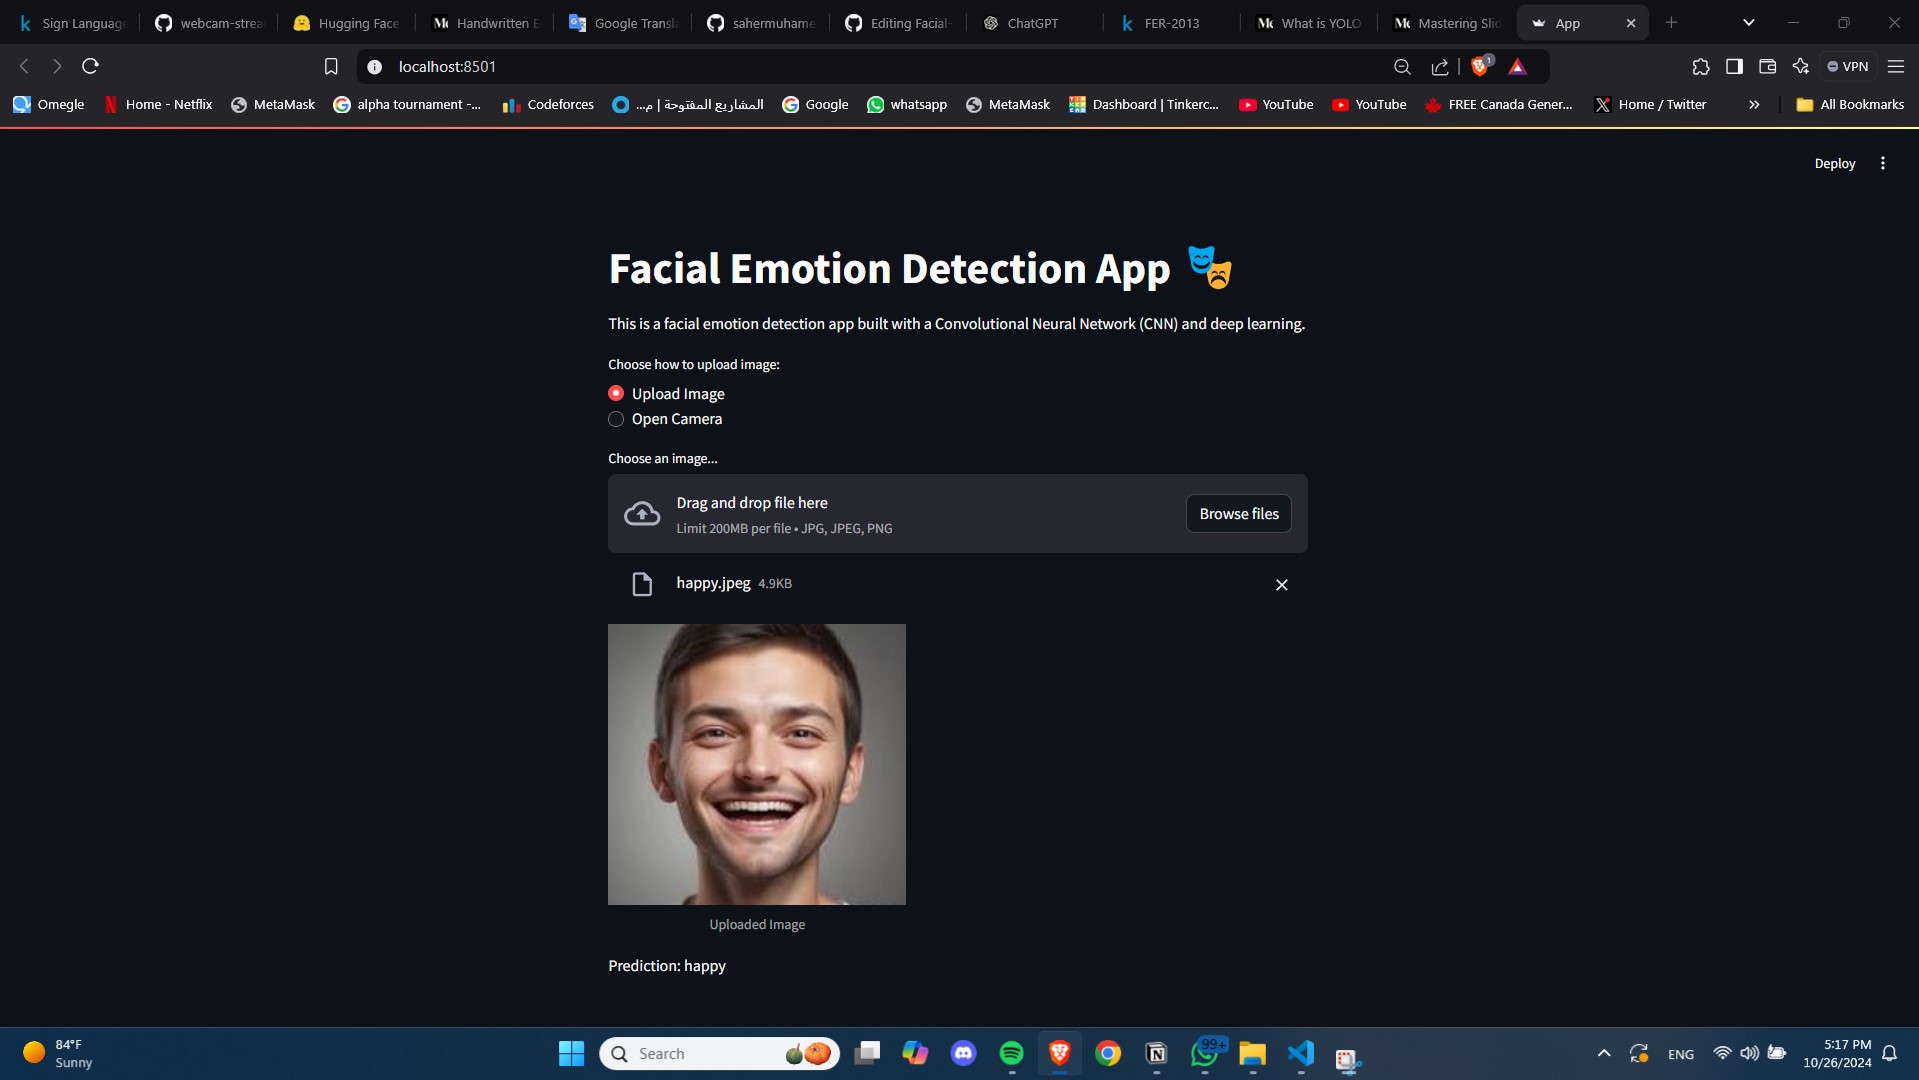 Sign Language
webcam-strea
Hugging Face
Handwritten E
Google Transla
sahermuhame
Editing Facial-
ChatGPT
FER-2013
What is YOLO
Mastering Slid
App
localhost:8501
1
VPN
Omegle
Home - Netflix
MetaMask
alpha tournament -...
Codeforces
المشاريع المفتوحة | م...
Google
whatsapp
MetaMask
Dashboard | Tinkerc...
YouTube
YouTube
FREE Canada Gener...
Home / Twitter
All Bookmarks
Deploy
Facial Emotion Detection App
This is a facial emotion detection app built with a Convolutional Neural Network (CNN) and deep learning.
Choose how to upload image:
Upload Image
Open Camera
Choose an image...
Drag and drop file here
Limit 200MB per file • JPG, JPEG, PNG
Browse files
happy.jpeg 4.9KB
Uploaded Image
Prediction: happy
84°F
Sunny
Search
99+
ENG
5:17 PM
10/26/2024